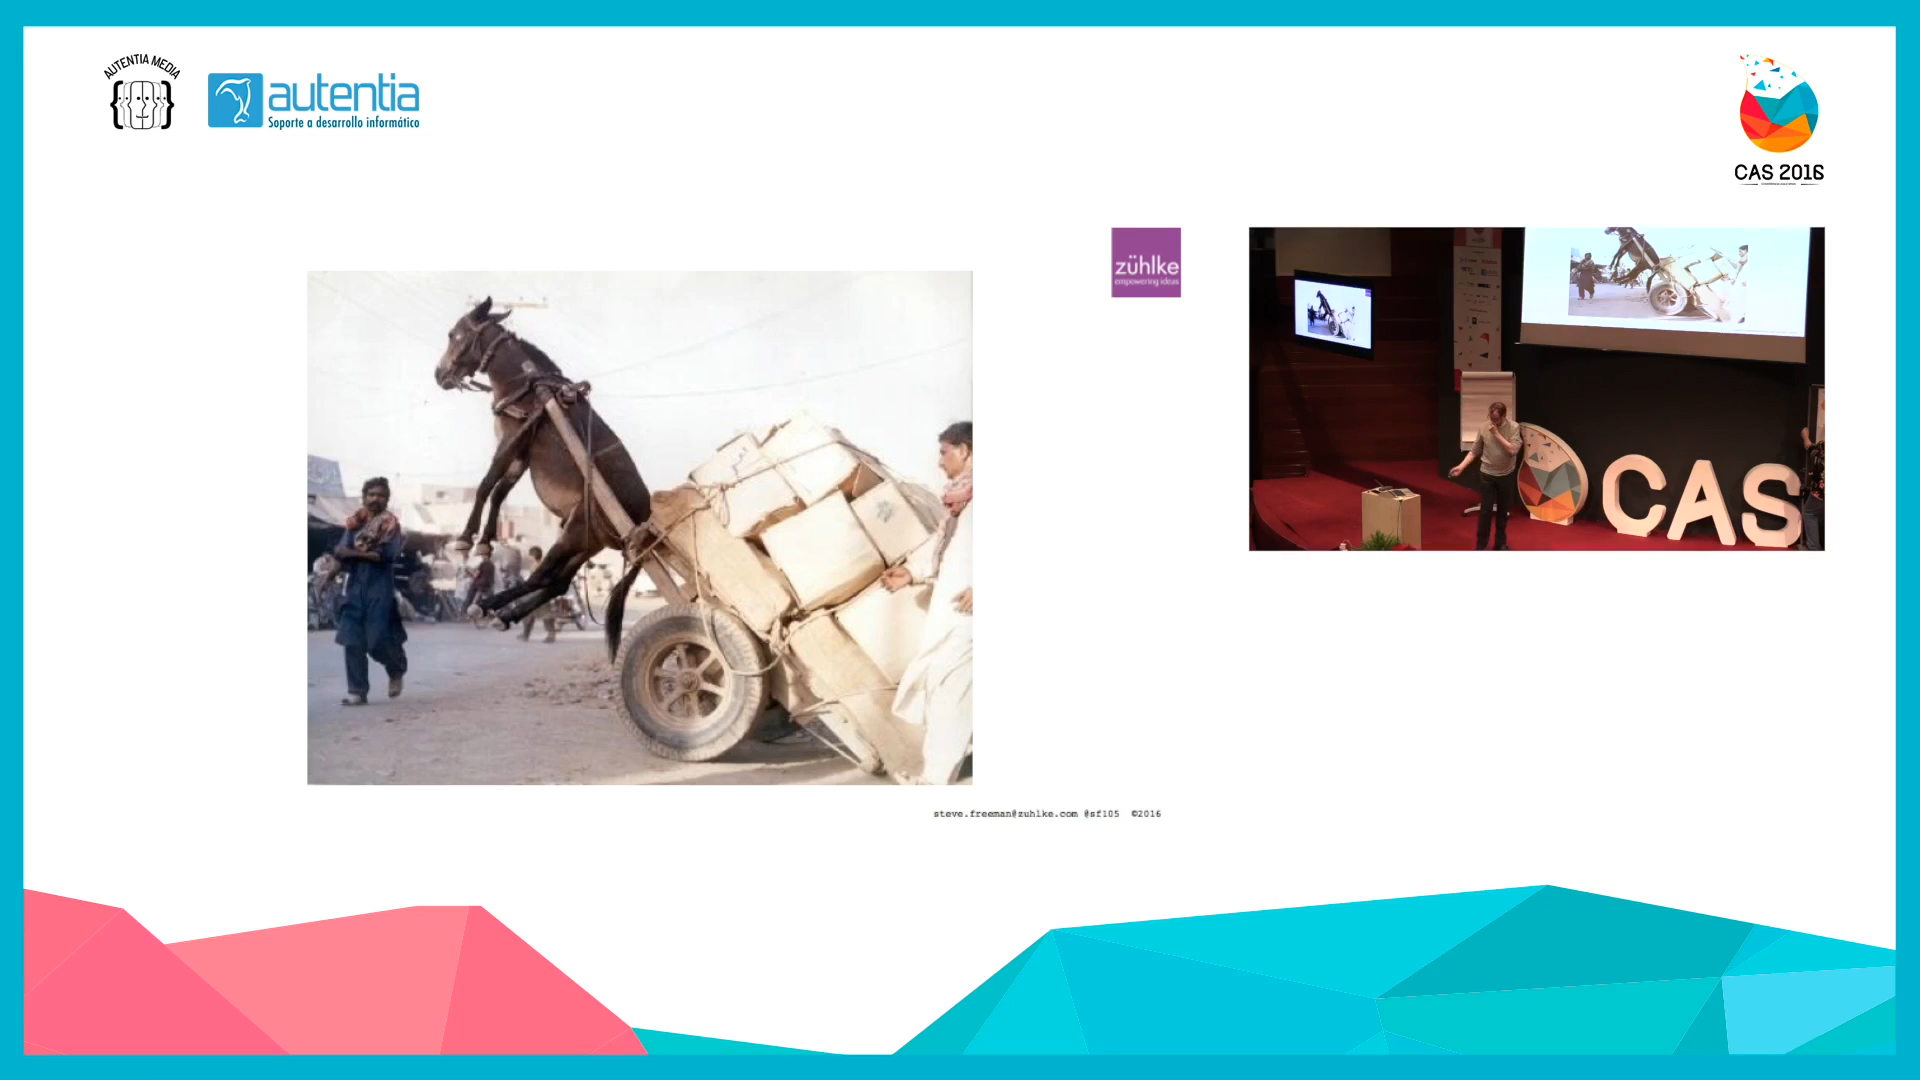 AUTENTIA MEDIA
autentia
Soporte a desarrollo informático
CAS 2016
zühlke
empowering ideas
CAS
steve.freeman@zuhlke.com @sf105 ©2016